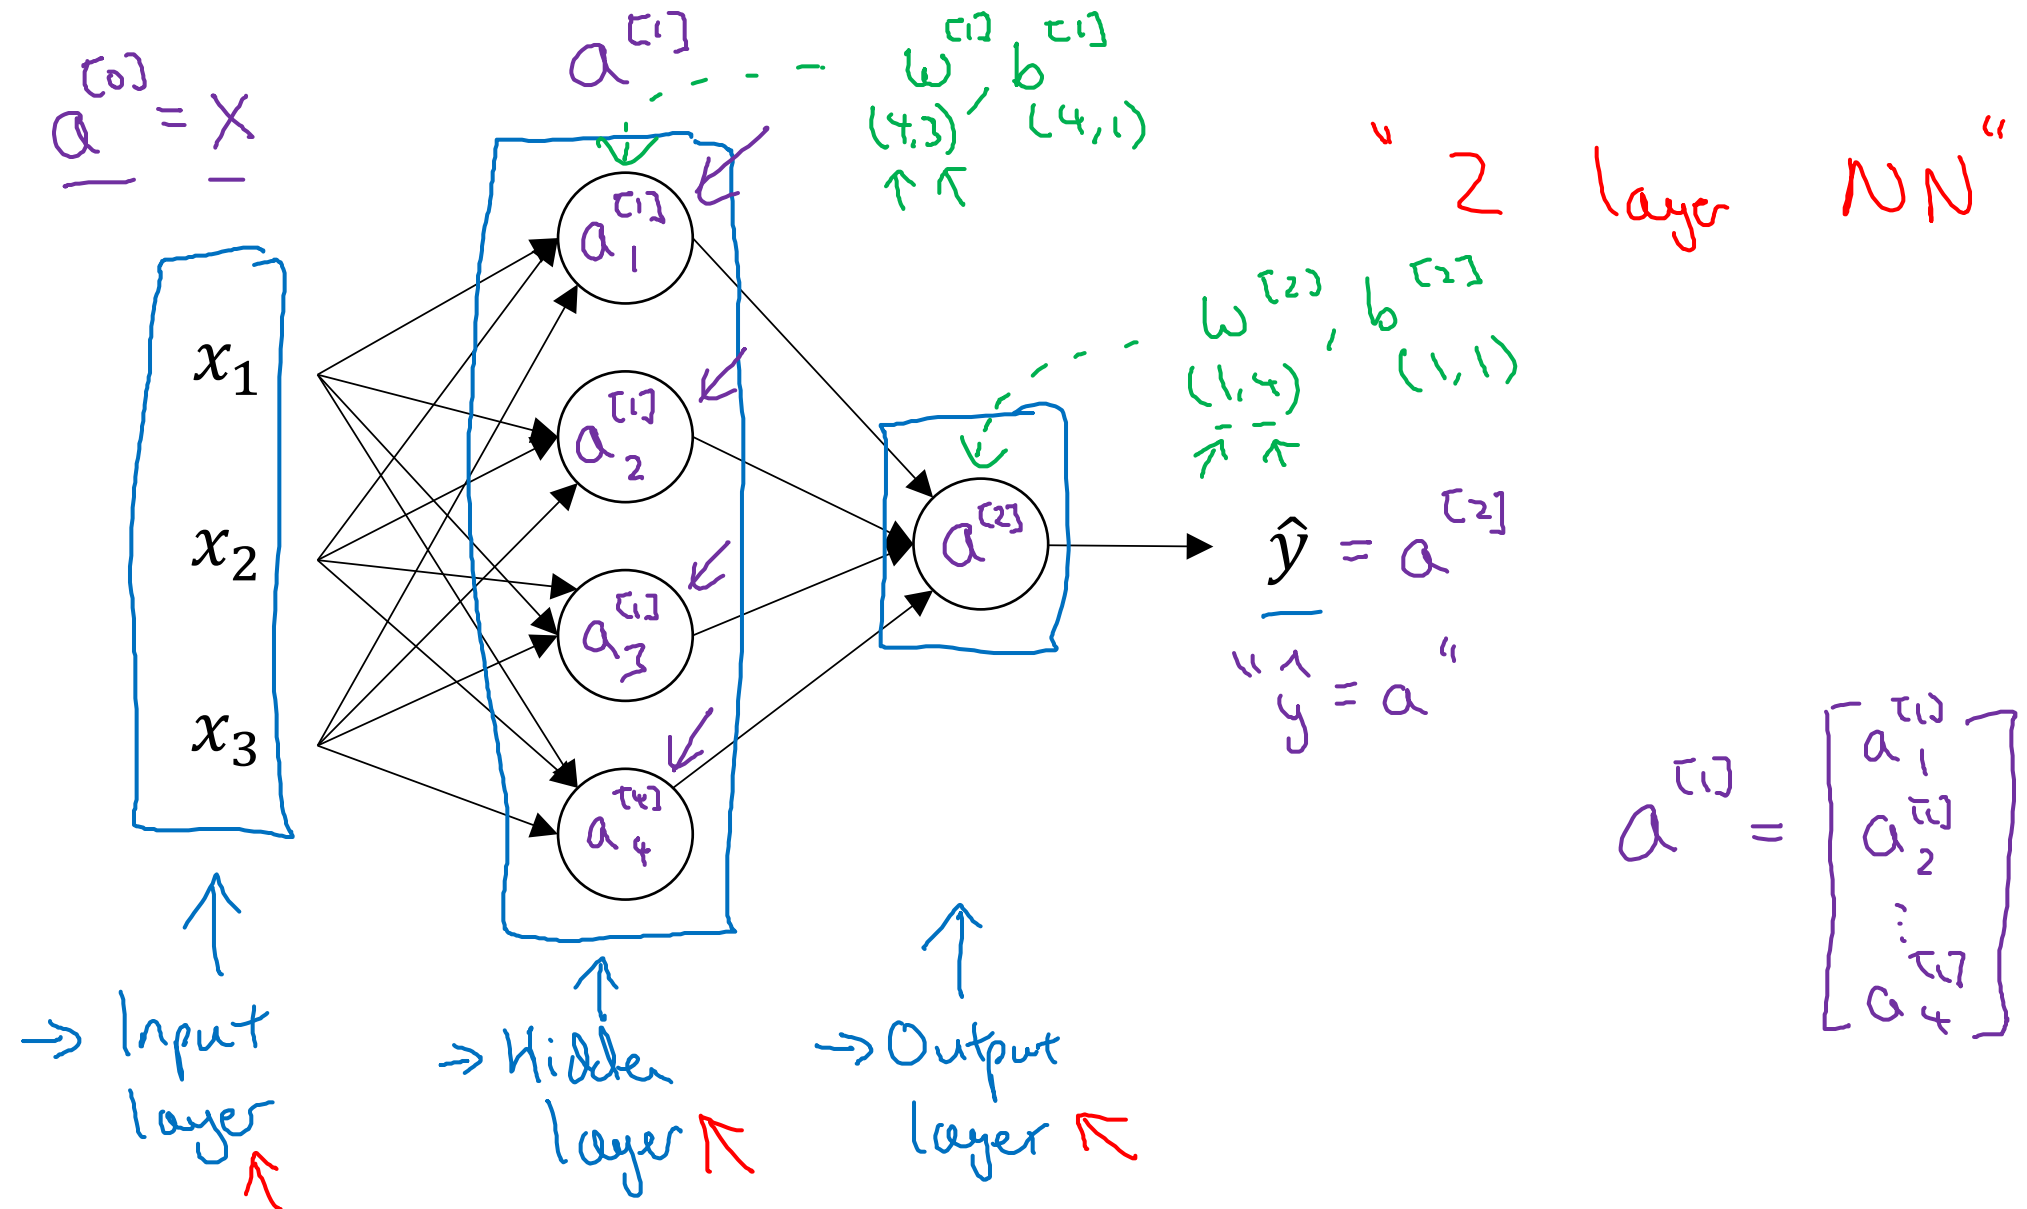 a^[0] = X
a^[1]
w^[1], b^[1]
(4,3) (4,1)
"2 layer NN"
x₁
x₂
x₃
a₁^[1]
a₂^[1]
a₃^[1]
a₄^[4]
w^[2], b^[2]
(1,4) (1,1)
a^[2]
ŷ = a^[2]
"ŷ = a"
a^[1] = [
a₁^[1]
a₂^[1]
⋮
a₄^[1]
]
→ Input
layer
→ Hidden
layer
→ Output
layer